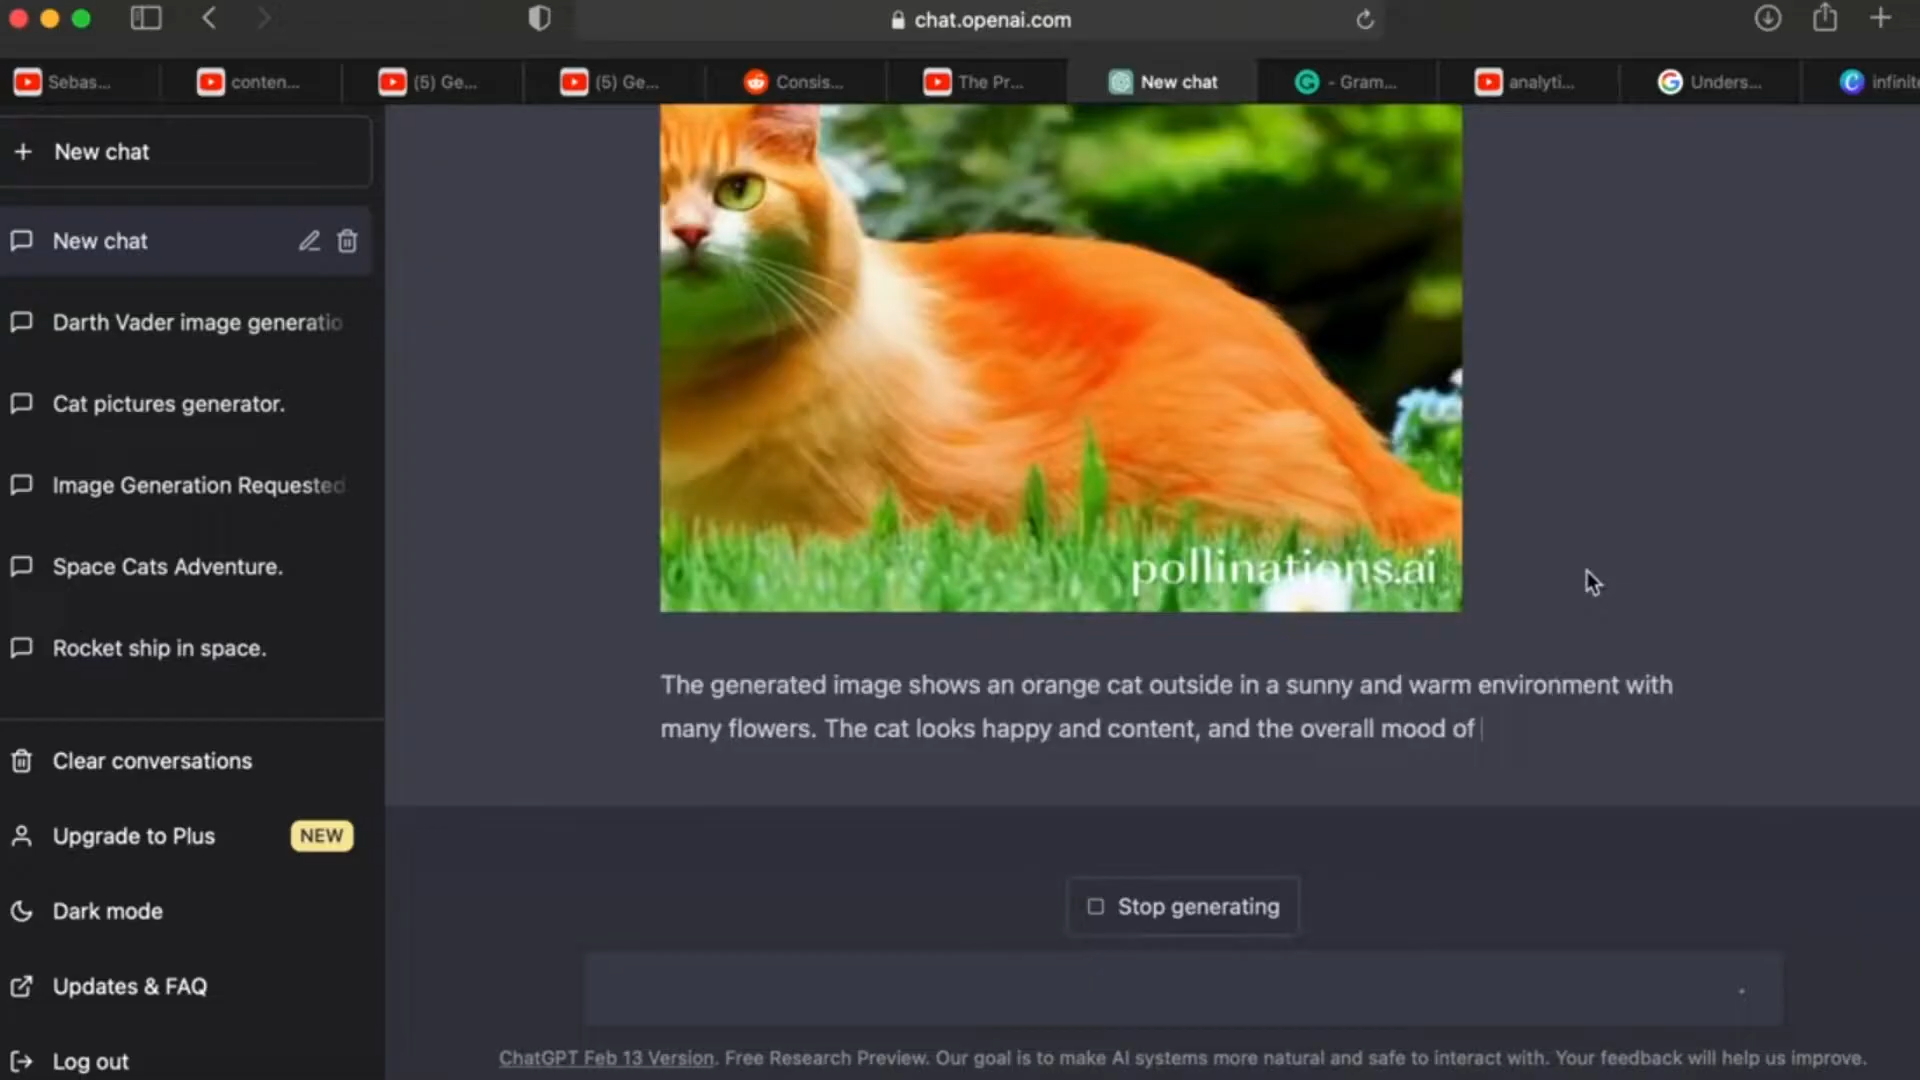 chat.openai.com
Sebas...
conten...
(5) Ge...
(5) Ge...
Consis...
The Pr...
New chat
- Gram...
analyti...
Unders...
infinite
New chat
New chat
Darth Vader image generatio
Cat pictures generator.
Image Generation Requested
Space Cats Adventure.
Rocket ship in space.
Clear conversations
Upgrade to Plus NEW
Dark mode
Updates & FAQ
Log out
pollinations.ai
The generated image shows an orange cat outside in a sunny and warm environment with
many flowers. The cat looks happy and content, and the overall mood of
Stop generating
ChatGPT Feb 13 Version. Free Research Preview. Our goal is to make AI systems more natural and safe to interact with. Your feedback will help us improve.